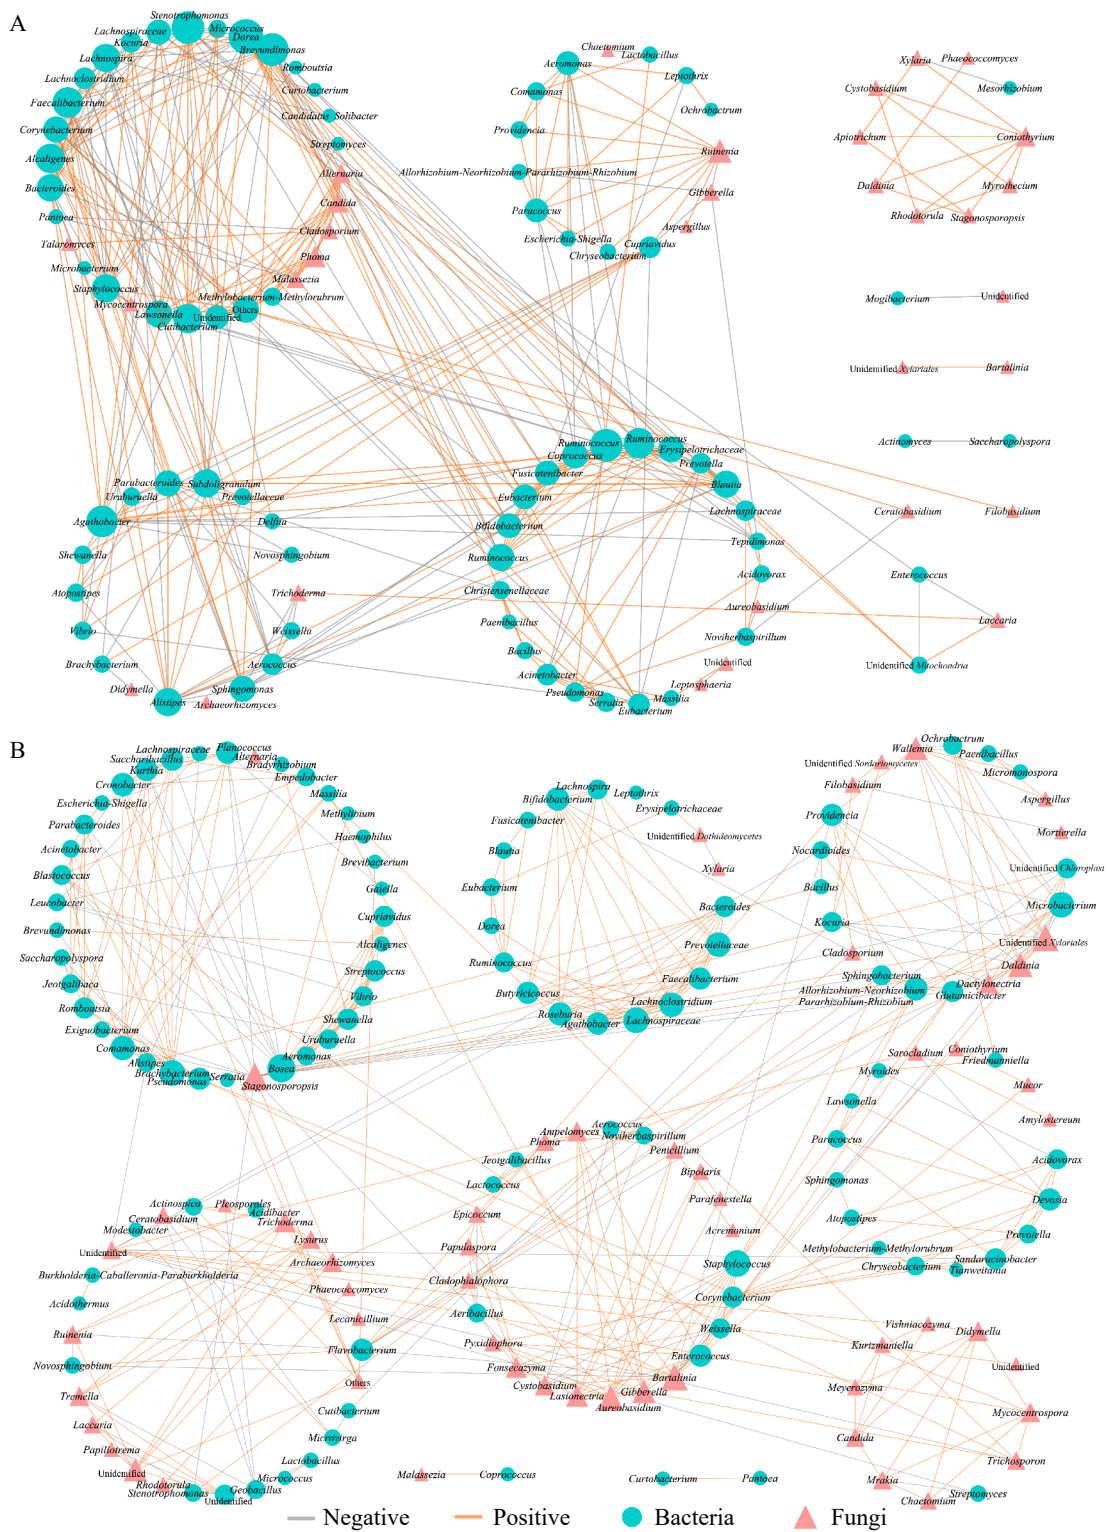 A
Stenotrophomonas
Lachnospiraceae
Micrococcus
Kocuria
Dorea
Lachnospira
Brevundimonas
Romboutsia
Lachnoclostridium
Curtobacterium
Faecalibacterium
Candidatus Solibacter
Corynebacterium
Streptomyces
Alcaligenes
Alternaria
Bacteroides
Candida
Pantoea
Cladosporium
Talaromyces
Phoma
Microbacterium
Malassezia
Staphylococcus
Methylobacterium-Methylorubrum
Mycocentrospora
Others
Lawsonella
Unidentified
Cutibacterium
Chaetomium
Lactobacillus
Aeromonas
Leptothrix
Comamonas
Ochrobactrum
Providencia
Ruinenia
Allorhizobium-Neorhizobium-Pararhizobium-Rhizobium
Gibberella
Paracoccus
Aspergillus
Escherichia-Shigella
Cupriavidus
Chryseobacterium
Xylaria
Phaeococcomyces
Cystobasidium
Mesorhizobium
Apiotrichum
Coniothyrium
Daldinia
Myrothecium
Rhodotorula
Stagonosporopsis
Mogibacterium
Unidentified
Unidentified Xylariales
Bartalinia
Actinomyces
Saccharopolyspora
Ceratobasidium
Filobasidium
Enterococcus
Laccaria
Unidentified Mitochondria
Parabacteroides
Subdoligranulum
Uruburuella
Prevotellaceae
Agathobacter
Delftia
Shewanella
Novosphingobium
Atopostipes
Trichoderma
Vibrio
Weissella
Brachybacterium
Aerococcus
Didymella
Sphingomonas
Alistipes
Archaeorhizomyces
Ruminococcus
Ruminococcus
Coprococcus
Erysipelotrichaceae
Fusicatenibacter
Prevotella
Eubacterium
Blautia
Bifidobacterium
Lachnospiraceae
Ruminococcus
Tepidimonas
Christensenellaceae
Acidovorax
Paenibacillus
Aureobasidium
Bacillus
Noviherbaspirillum
Acinetobacter
Unidentified
Pseudomonas
Leptosphaeria
Serratia
Massilia
Eubacterium
B
Lachnospiraceae
Planococcus
Saccharibacillus
Alternaria
Kurthia
Bradyrhizobium
Cronobacter
Empedobacter
Escherichia-Shigella
Massilia
Parabacteroides
Methylibium
Acinetobacter
Haemophilus
Blastococcus
Brevibacterium
Leucobacter
Gaiella
Brevundimonas
Cupriavidus
Saccharopolyspora
Alcaligenes
Jeotgalibaca
Streptococcus
Romboutsia
Vibrio
Exiguobacterium
Shewanella
Comamonas
Uruburuella
Alistipes
Aeromonas
Brachybacterium
Bosea
Pseudomonas
Serratia
Stagonosporopsis
Lachnospira
Bifidobacterium
Leptothrix
Fusicatenibacter
Erysipelotrichaceae
Blautia
Unidentified Dothideomycetes
Eubacterium
Xylaria
Dorea
Bacteroides
Ruminococcus
Prevotellaceae
Butyricicoccus
Faecalibacterium
Roseburia
Lachnoclostridium
Agathobacter
Lachnospiraceae
Wallemia
Ochrobactrum
Unidentified Sordariomycetes
Paenibacillus
Filobasidium
Micromonospora
Providencia
Aspergillus
Nocardioides
Mortierella
Bacillus
Unidentified Chloroplast
Kocuria
Microbacterium
Cladosporium
Unidentified Xylariales
Sphingobacterium
Daldinia
Allorhizobium-Neorhizobium
Dactylonectria
Pararhizobium-Rhizobium
Glutamicibacter
Sarocladium
Coniothyrium
Myroides
Friedmanniella
Lawsonella
Mucor
Paracoccus
Amylostereum
Sphingomonas
Acidovorax
Atopostipes
Devosia
Methylobacterium-Methylorubrum
Prevotella
Chryseobacterium
Sandaracinobacter
Tianweitania
Actinospica
Pleosporales
Ceratobasidium
Acidibacter
Modestobacter
Trichoderma
Unidentified
Lysurus
Burkholderia-Caballeronia-Paraburkholderia
Archaeorhizomyces
Acidothermus
Phaeococcomyces
Ruinenia
Lecanicillium
Novosphingobium
Flavobacterium
Tremella
Others
Laccaria
Cutibacterium
Papiliotrema
Microvirga
Unidentified
Lactobacillus
Rhodotorula
Micrococcus
Stenotrophomonas
Geobacillus
Unidentified
Ampelomyces
Aerococcus
Phoma
Noviherbaspirillum
Jeotgalibacillus
Penicillium
Lactococcus
Bipolaris
Epicoccum
Parafenestella
Papulaspora
Acremonium
Cladophialophora
Staphylococcus
Aeribacillus
Corynebacterium
Pyxidiophora
Weissella
Fonsecazyma
Enterococcus
Cystobasidium
Bartalinia
Lasionectria
Gibberella
Aureobasidium
Vishniacozyma
Didymella
Kurtzmaniella
Unidentified
Meyerozyma
Mycocentrospora
Candida
Trichosporon
Mrakia
Streptomyces
Chaetomium
Malassezia
Coprococcus
Curtobacterium
Pantoea
Negative
Positive
Bacteria
Fungi